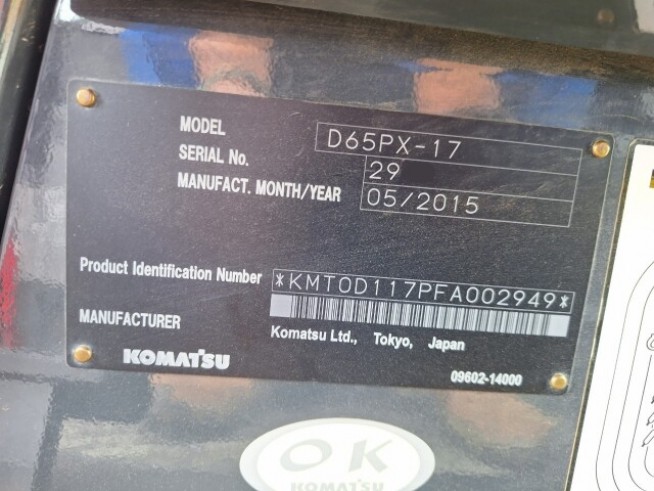 MODEL D65PX-17
SERIAL No. 29
MANUFACT. MONTH/YEAR 05/2015
Product Identification Number *KMT0D117PFA002949*
MANUFACTURER Komatsu Ltd., Tokyo, Japan
KOMATSU 09602-14000
OK
KOMATSU